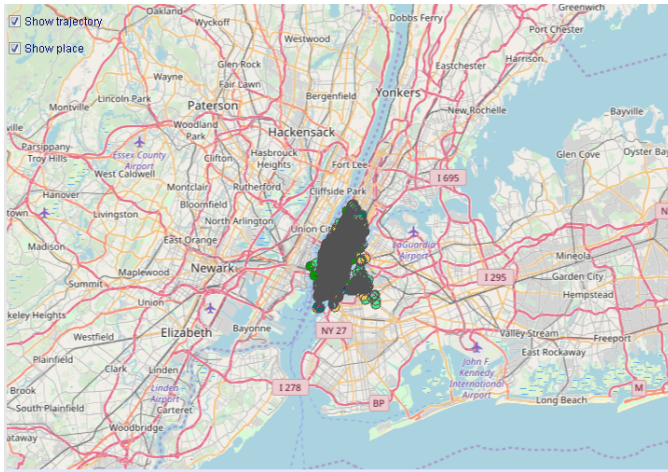 Show trajectory
Show place
Oakland
Wyckoff
Dobbs Ferry
Greenwich
Port Chester
Westwood
Harrison
Eastchester
Glen Rock
Fair Lawn
Wayne
Yonkers
New Rochelle
Lincoln Park
Paterson
Bergenfield
Bayville
Montville
Woodland
Park
Hackensack
ville
Parsippany
Troy Hills
Essex County
Airport
Clifton
Hasbrouck
Heights
Fort Lee
Glen Cove
Oyster Bay
West Caldwell
I 695
Hanover
Montclair
Rutherford
Cliffside Park
Bloomfield
town
Livingston
North Arlington
Union City
Madison
East Orange
LaGuardia
Airport
N
Mineola
Newark
Maplewood
I 295
Garden City
Summit
Hempstead
Union
keley Heights
Bayonne
NY 27
Westfield
Elizabeth
Valley Stream
Freeport
Plainfield
East Rockaway
Clark
Linden
John F.
Kennedy
International
Airport
Brook
Linden
Airport
I 278
M
South Plainfield
Carteret
BP
Long Beach
Woodbridge
ataway